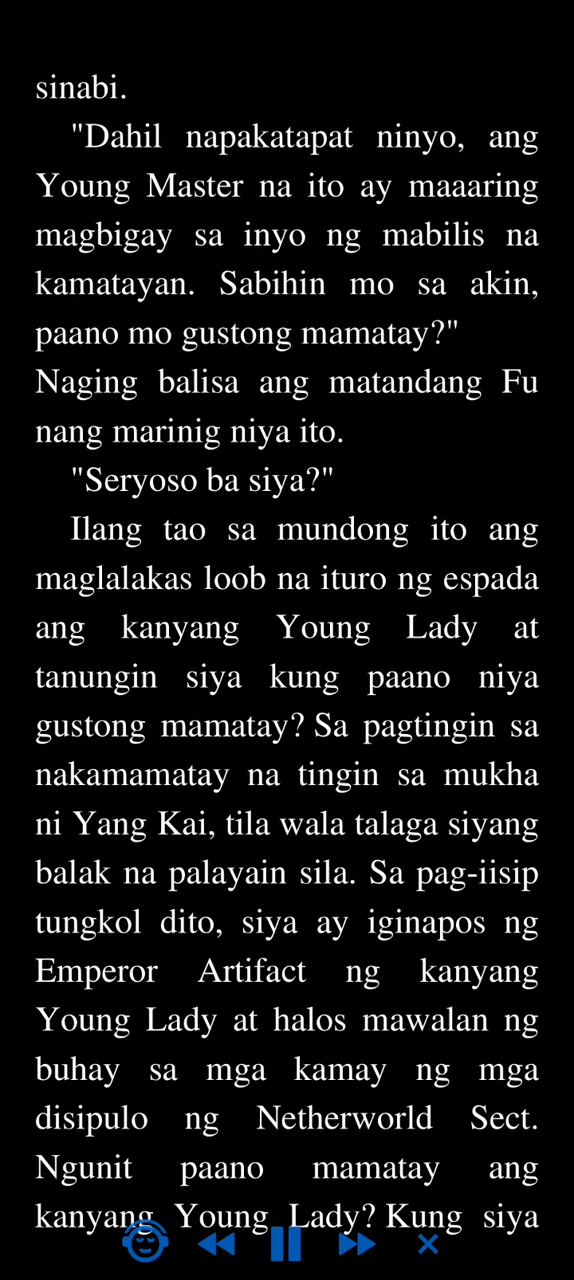 sinabi.
"Dahil napakatapat ninyo, ang
Young Master na ito ay maaaring
magbigay sa inyo ng mabilis na
kamatayan. Sabihin mo sa akin,
paano mo gustong mamatay?"
Naging balisa ang matandang Fu
nang marinig niya ito.
"Seryoso ba siya?"
Ilang tao sa mundong ito ang
maglalakas loob na ituro ng espada
ang kanyang Young Lady at
tanungin siya kung paano niya
gustong mamatay? Sa pagtingin sa
nakamamatay na tingin sa mukha
ni Yang Kai, tila wala talaga siyang
balak na palayain sila. Sa pag-iisip
tungkol dito, siya ay iginapos ng
Emperor Artifact ng kanyang
Young Lady at halos mawalan ng
buhay sa mga kamay ng mga
disipulo ng Netherworld Sect.
Ngunit paano mamatay ang
kanyang Young Lady? Kung siya